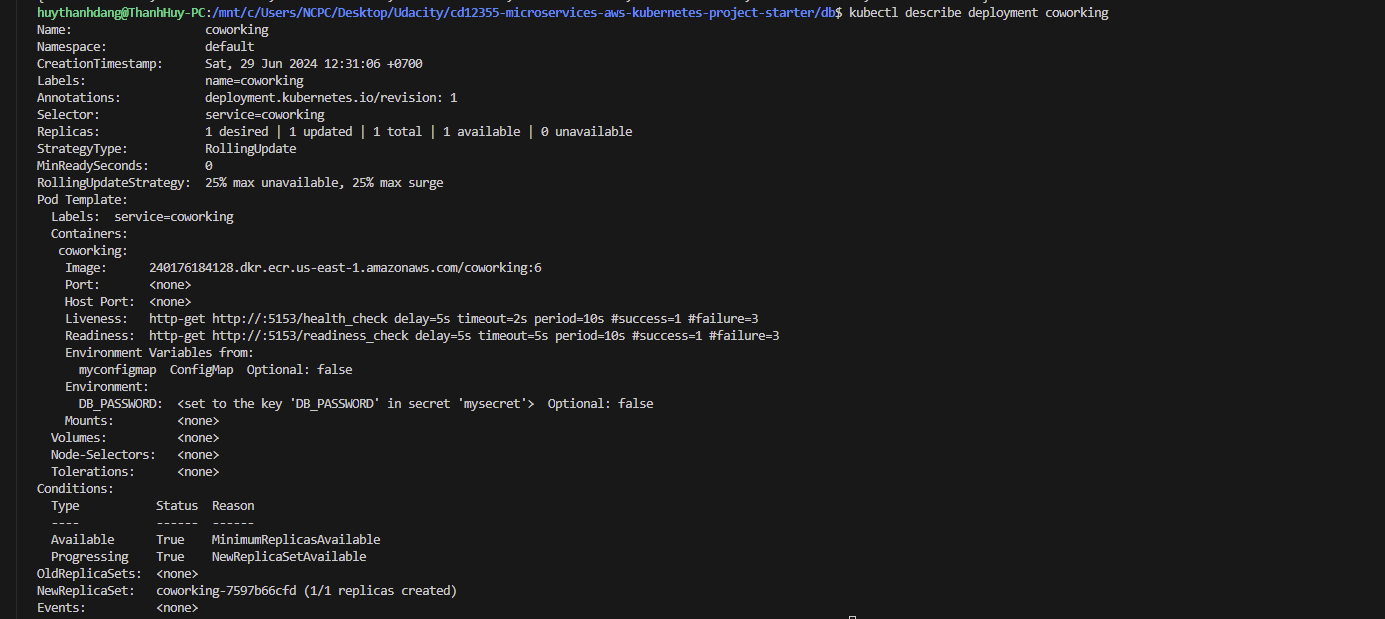 huythanhdang@ThanhHuy-PC:/mnt/c/Users/NCPC/Desktop/Udacity/cd12355-microservices-aws-kubernetes-project-starter/db$ kubectl describe deployment coworking
Name:                   coworking
Namespace:              default
CreationTimestamp:      Sat, 29 Jun 2024 12:31:06 +0700
Labels:                 name=coworking
Annotations:            deployment.kubernetes.io/revision: 1
Selector:               service=coworking
Replicas:               1 desired | 1 updated | 1 total | 1 available | 0 unavailable
StrategyType:           RollingUpdate
MinReadySeconds:        0
RollingUpdateStrategy:  25% max unavailable, 25% max surge
Pod Template:
  Labels:  service=coworking
  Containers:
   coworking:
    Image:      240176184128.dkr.ecr.us-east-1.amazonaws.com/coworking:6
    Port:       <none>
    Host Port:  <none>
    Liveness:   http-get http://:5153/health_check delay=5s timeout=2s period=10s #success=1 #failure=3
    Readiness:  http-get http://:5153/readiness_check delay=5s timeout=5s period=10s #success=1 #failure=3
    Environment Variables from:
      myconfigmap  ConfigMap  Optional: false
    Environment:
      DB_PASSWORD:  <set to the key 'DB_PASSWORD' in secret 'mysecret'>  Optional: false
    Mounts:         <none>
  Volumes:          <none>
  Node-Selectors:   <none>
  Tolerations:      <none>
Conditions:
  Type           Status  Reason
  ----           ------  ------
  Available      True    MinimumReplicasAvailable
  Progressing    True    NewReplicaSetAvailable
OldReplicaSets:  <none>
NewReplicaSet:   coworking-7597b66cfd (1/1 replicas created)
Events:          <none>